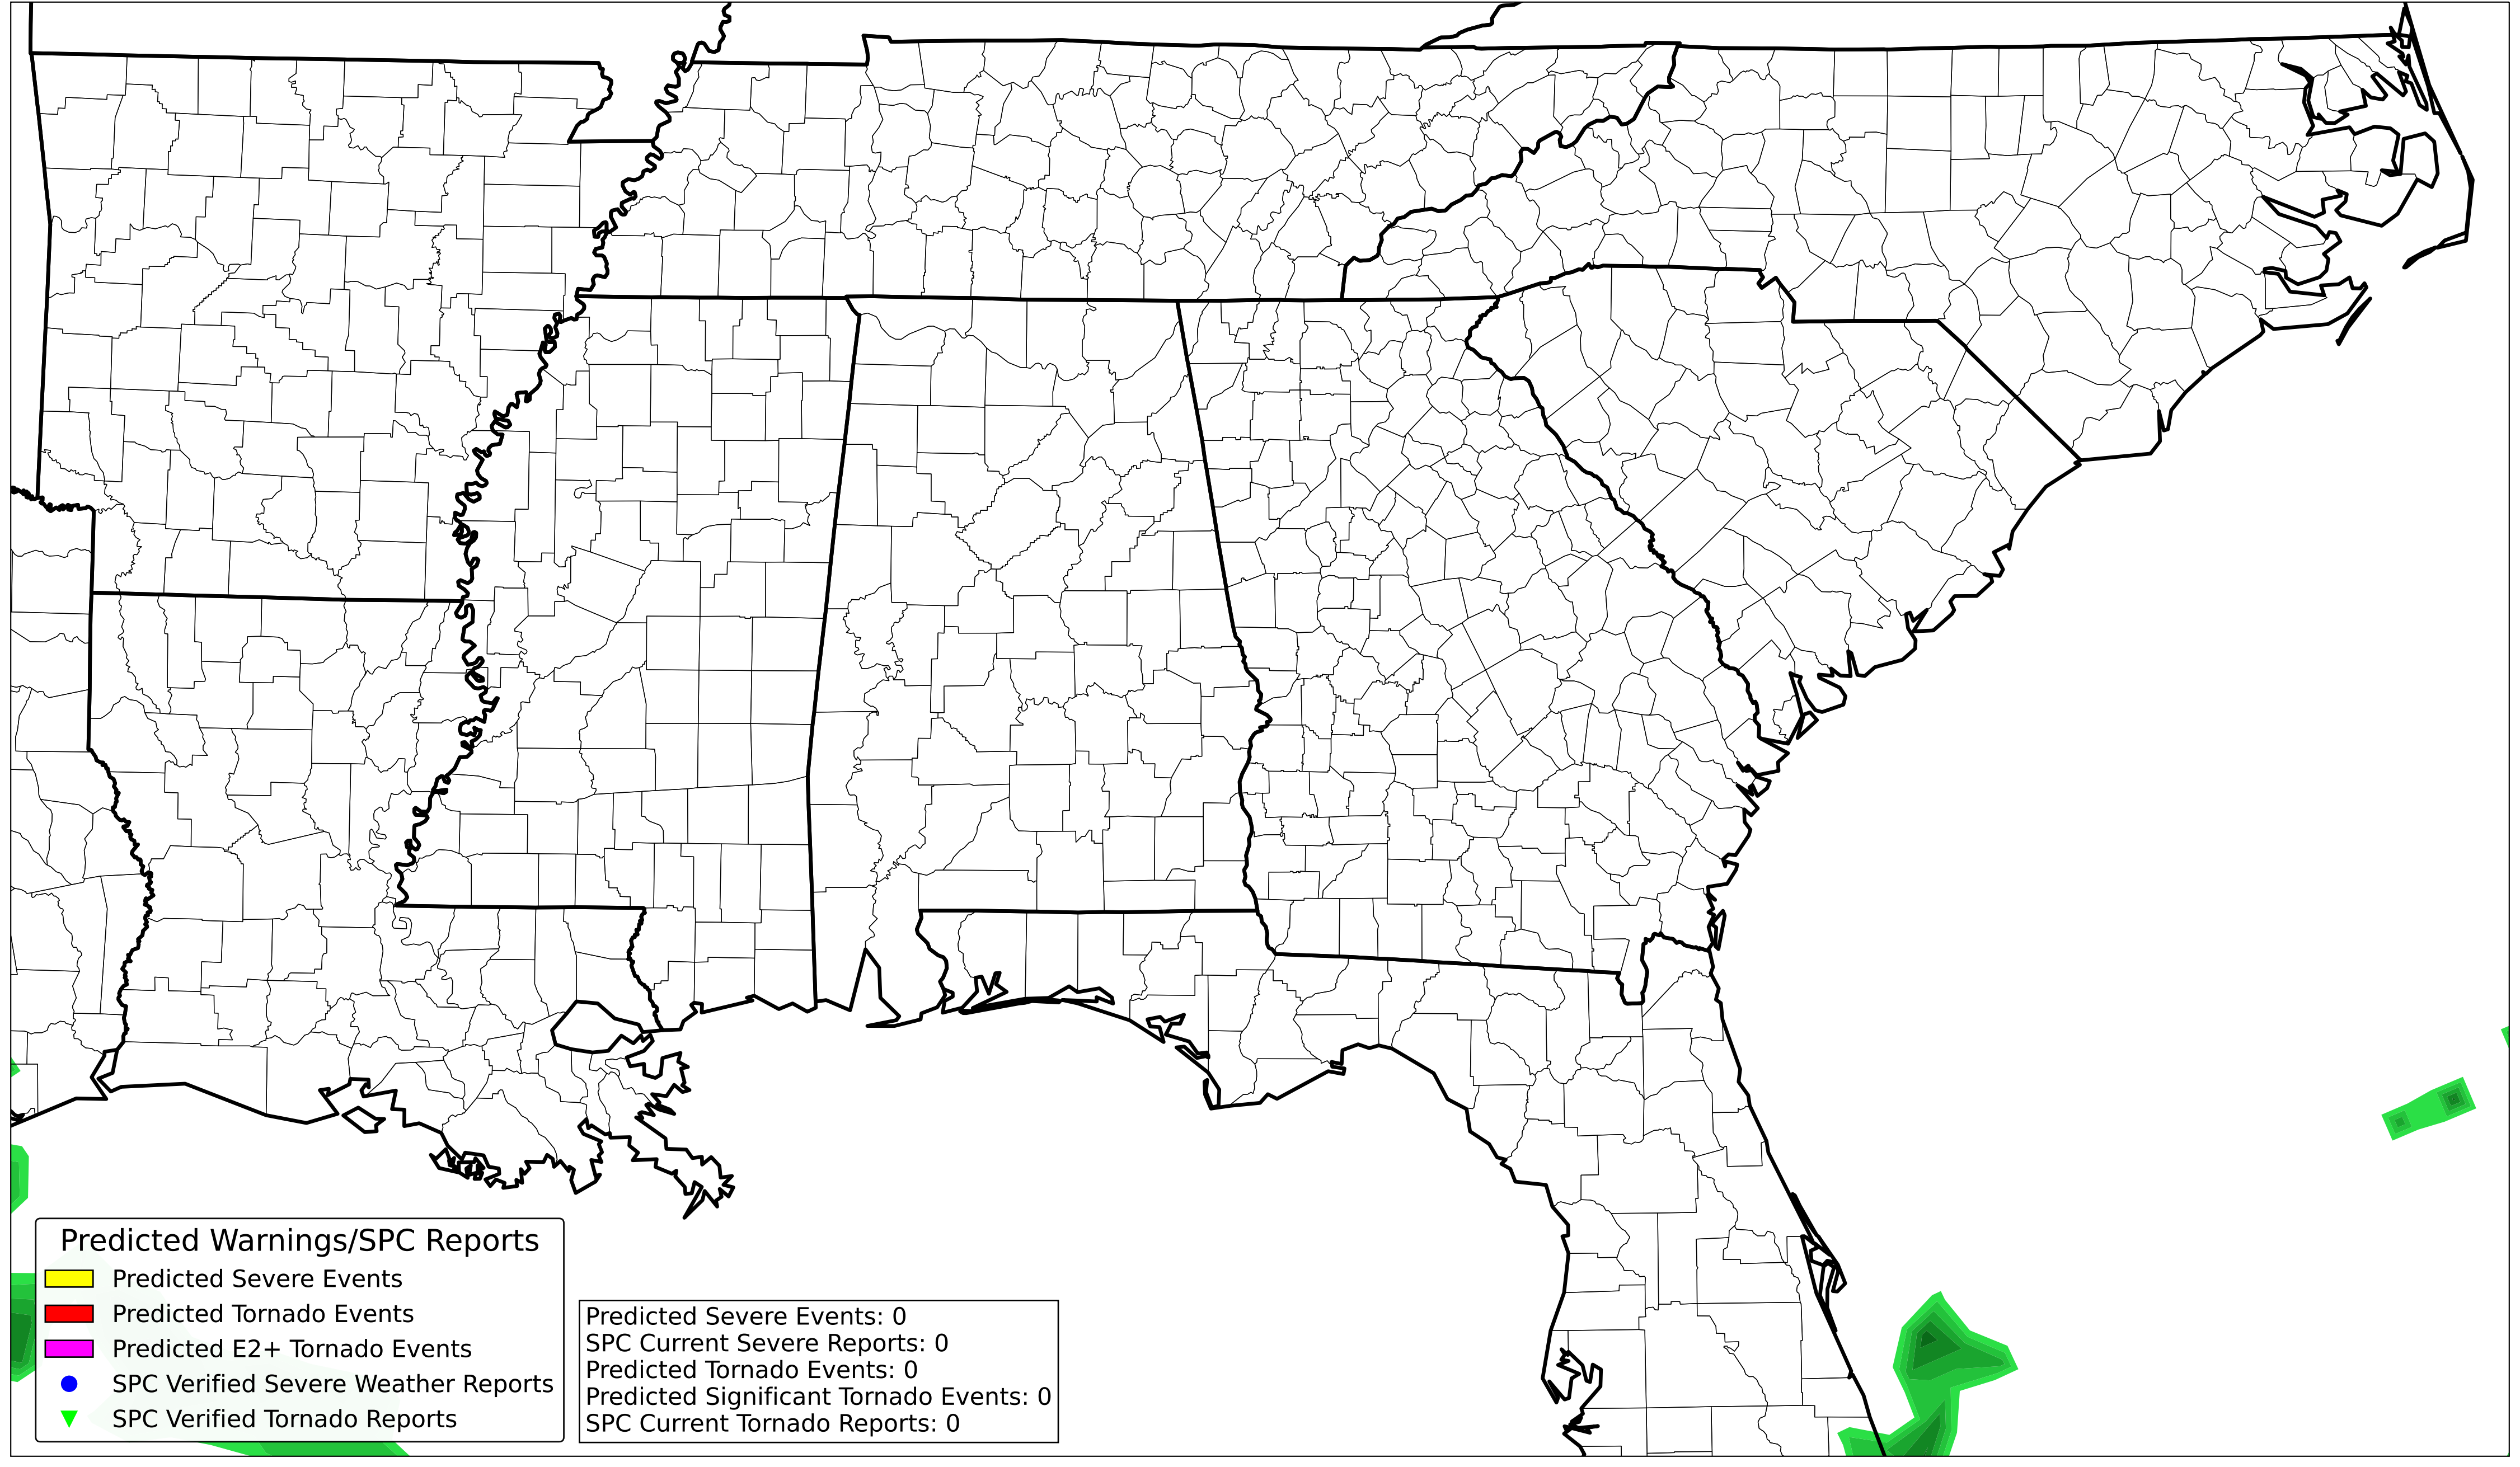 Predicted Warnings/SPC Reports
Predicted Severe Events
Predicted Tornado Events
Predicted E2+ Tornado Events
SPC Verified Severe Weather Reports
SPC Verified Tornado Reports
Predicted Severe Events: 0
SPC Current Severe Reports: 0
Predicted Tornado Events: 0
Predicted Significant Tornado Events: 0
SPC Current Tornado Reports: 0